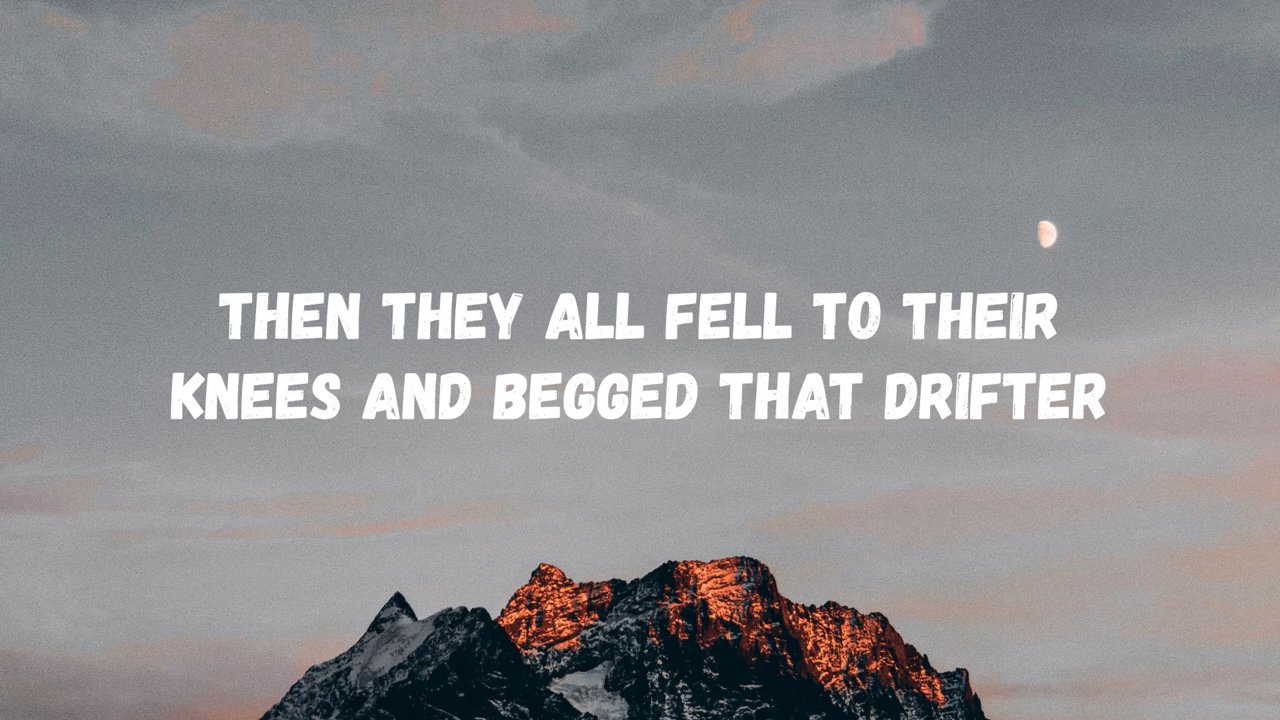 THEN THEY ALL FELL TO THEIR
KNEES AND BEGGED THAT DRIFTER